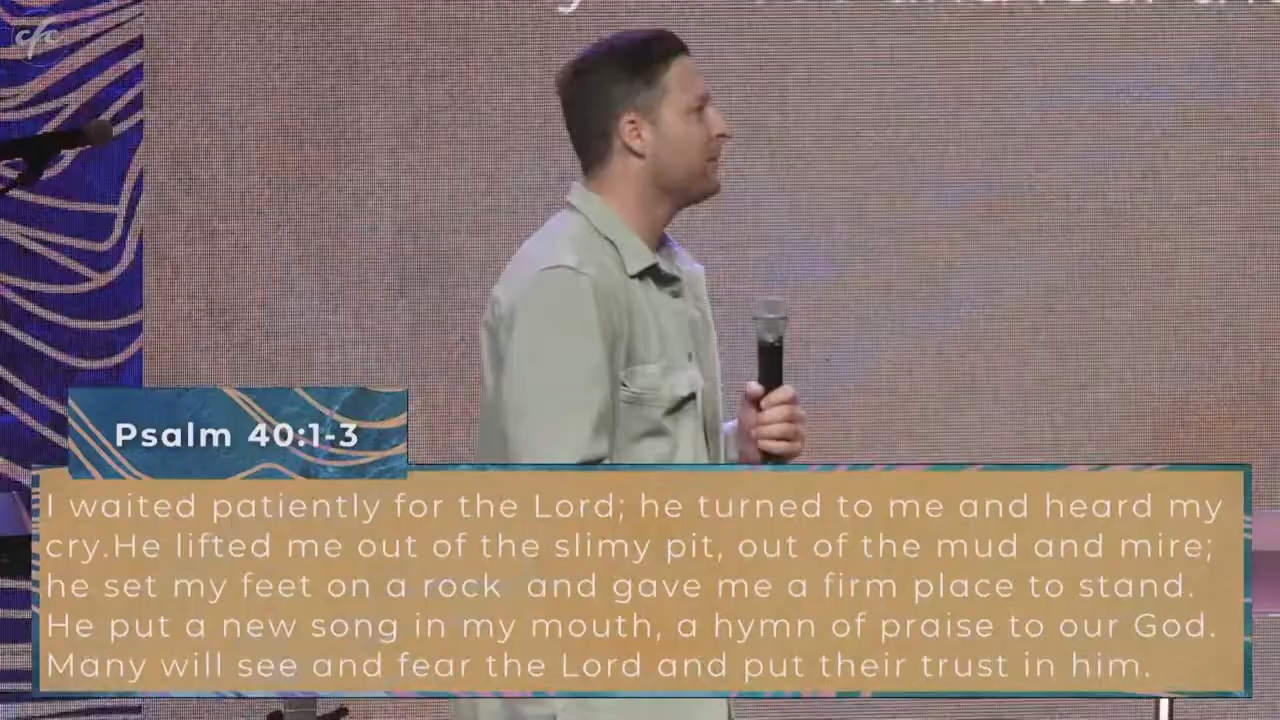 cfc
Psalm 40:1-3
I waited patiently for the Lord; he turned to me and heard my
cry.He lifted me out of the slimy pit, out of the mud and mire;
he set my feet on a rock and gave me a firm place to stand.
He put a new song in my mouth, a hymn of praise to our God.
Many will see and fear the Lord and put their trust in him.